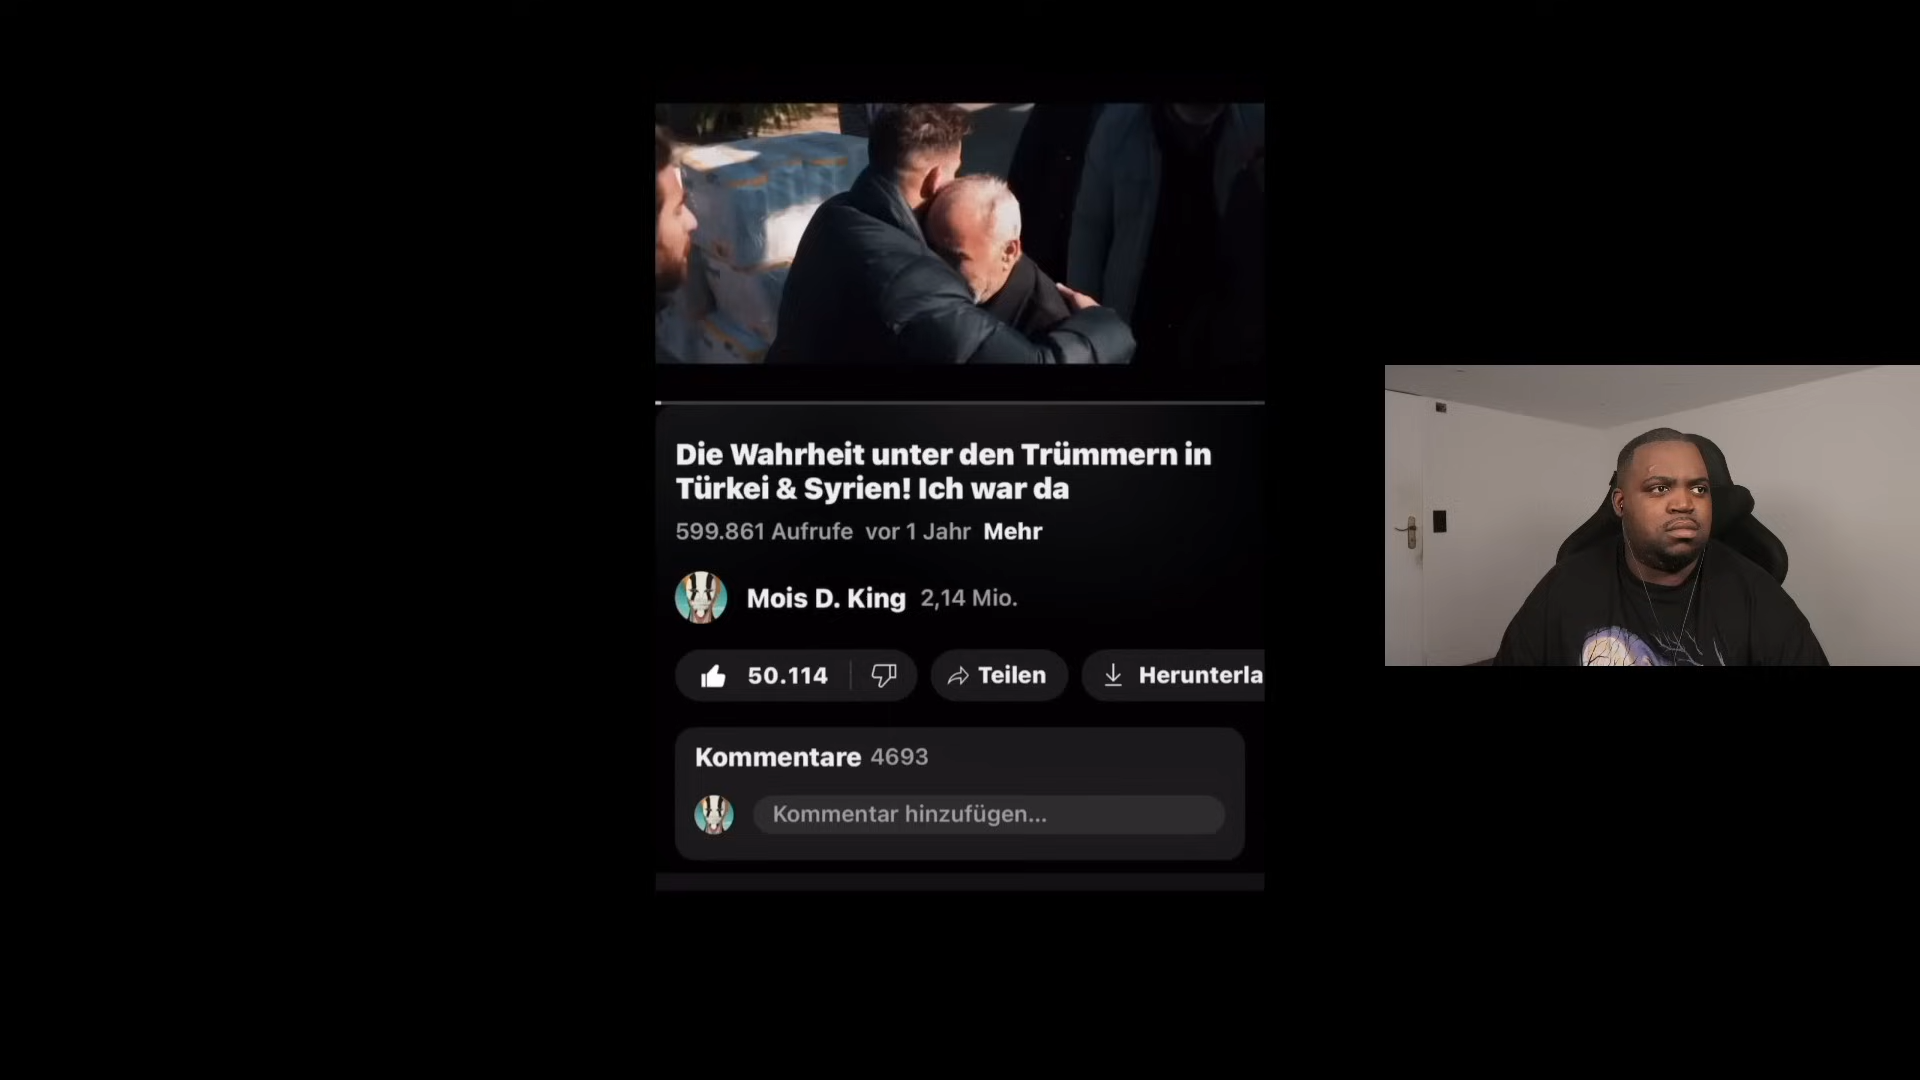 Die Wahrheit unter den Trümmern in
Türkei & Syrien! Ich war da
599.861 Aufrufe vor 1 Jahr Mehr
Mois D. King 2,14 Mio.
50.114 Teilen Herunterla
Kommentare 4693
Kommentar hinzufügen...